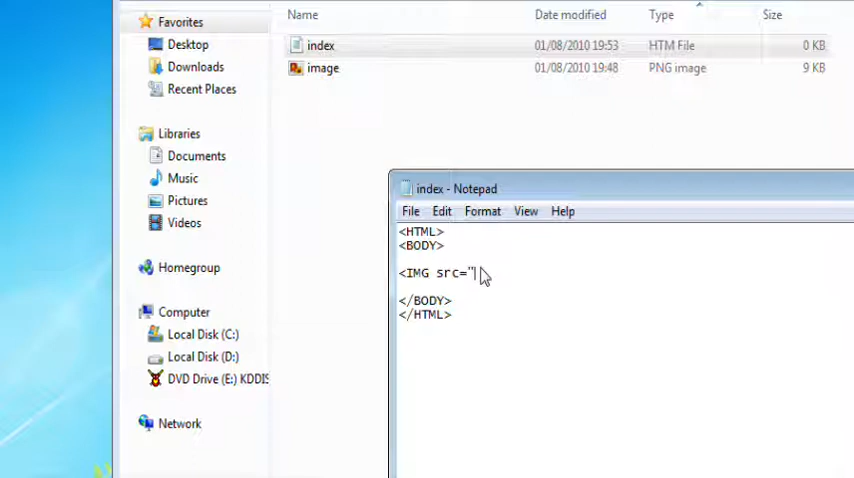 Favorites
Desktop
Downloads
Recent Places
Libraries
Documents
Music
Pictures
Videos
Homegroup
Computer
Local Disk (C:)
Local Disk (D:)
DVD Drive (E:) KDDIS
Network
Name Date modified Type Size
index 01/08/2010 19:53 HTM File 0 KB
image 01/08/2010 19:48 PNG image 9 KB
index - Notepad
File Edit Format View Help
<HTML>
<BODY>
<IMG src="
</BODY>
</HTML>